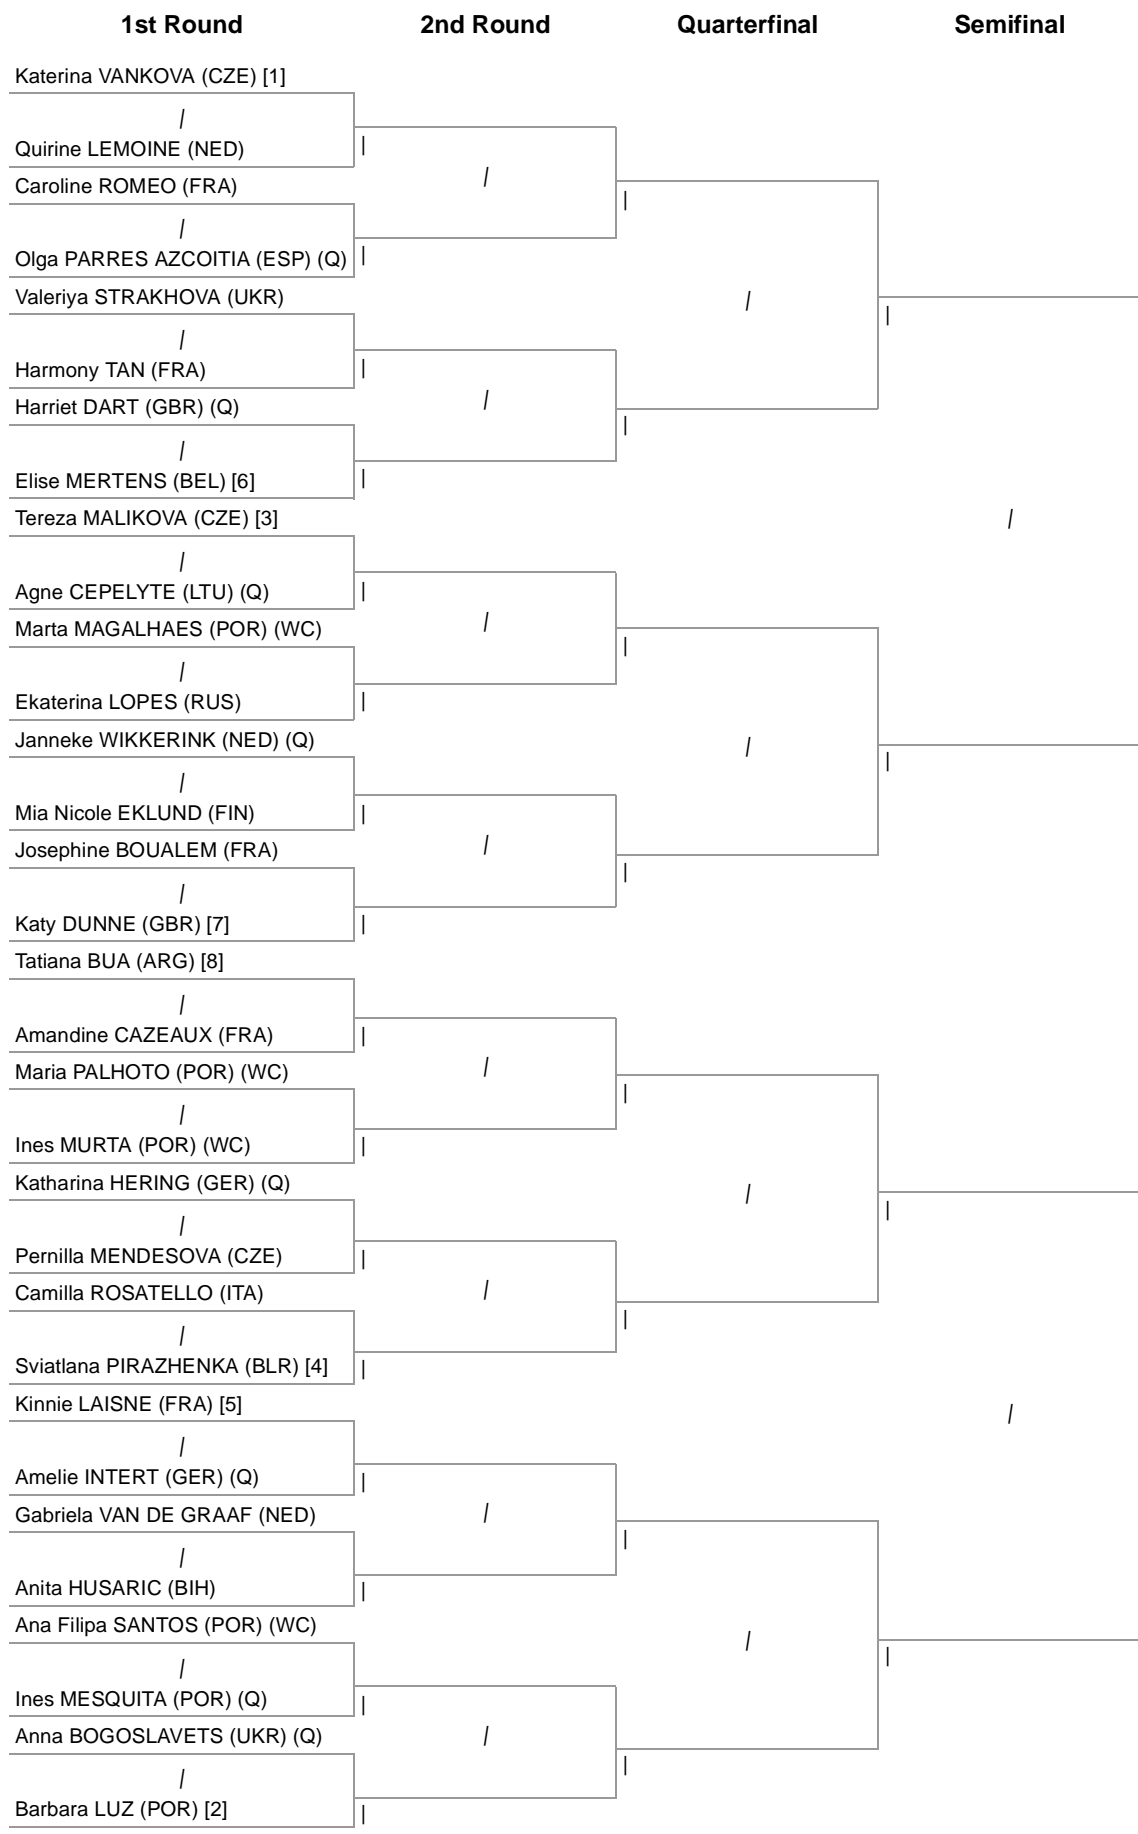 1st Round 2nd Round Quarterfinal Semifinal
Katerina VANKOVA (CZE) [1]
/
Quirine LEMOINE (NED)
|
/
Caroline ROMEO (FRA)
|
/
Olga PARRES AZCOITIA (ESP) (Q)
|
Valeriya STRAKHOVA (UKR)
/
|
/
Harmony TAN (FRA)
|
/
Harriet DART (GBR) (Q)
|
/
Elise MERTENS (BEL) [6]
|
Tereza MALIKOVA (CZE) [3]
/
/
Agne CEPELYTE (LTU) (Q)
|
/
Marta MAGALHAES (POR) (WC)
|
/
Ekaterina LOPES (RUS)
|
Janneke WIKKERINK (NED) (Q)
/
|
/
Mia Nicole EKLUND (FIN)
|
/
Josephine BOUALEM (FRA)
|
/
Katy DUNNE (GBR) [7]
|
Tatiana BUA (ARG) [8]
/
Amandine CAZEAUX (FRA)
|
/
Maria PALHOTO (POR) (WC)
|
/
Ines MURTA (POR) (WC)
|
Katharina HERING (GER) (Q)
/
|
/
Pernilla MENDESOVA (CZE)
|
/
Camilla ROSATELLO (ITA)
|
/
Sviatlana PIRAZHENKA (BLR) [4]
|
Kinnie LAISNE (FRA) [5]
/
/
Amelie INTERT (GER) (Q)
|
/
Gabriela VAN DE GRAAF (NED)
|
/
Anita HUSARIC (BIH)
|
Ana Filipa SANTOS (POR) (WC)
/
|
/
Ines MESQUITA (POR) (Q)
|
/
Anna BOGOSLAVETS (UKR) (Q)
|
/
Barbara LUZ (POR) [2]
|